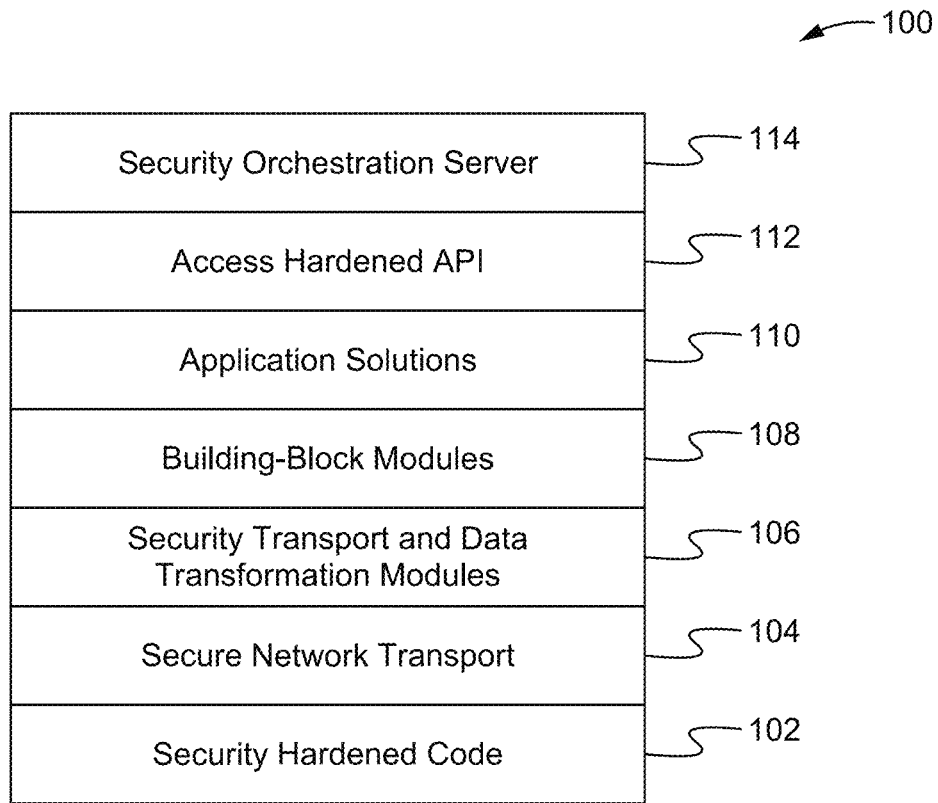 100
Security Orchestration Server
114
Access Hardened API
112
Application Solutions
110
Building-Block Modules
108
Security Transport and Data
Transformation Modules
106
Secure Network Transport
104
Security Hardened Code
102